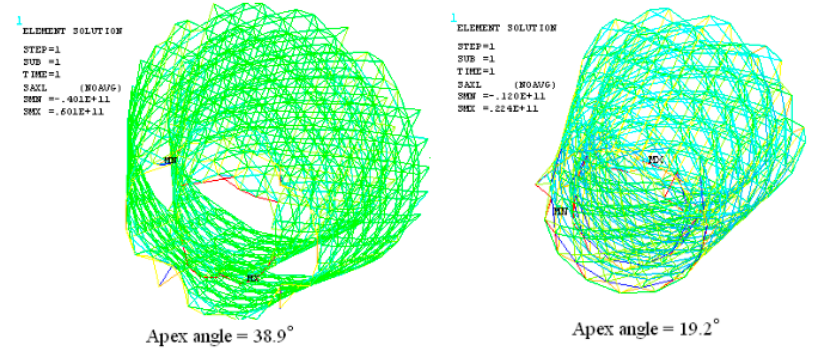 1
ELEMENT SOLUTION
STEP=1
SUB =1
TIME=1
SAXL (NOAVG)
SMN =-.401E+11
SMX =.601E+11
MN
MX
Apex angle = 38.9°
1
ELEMENT SOLUTION
STEP=1
SUB =1
TIME=1
SAXL (NOAVG)
SMN =-.120E+11
SMX =.224E+11
MX
MN
Apex angle = 19.2°